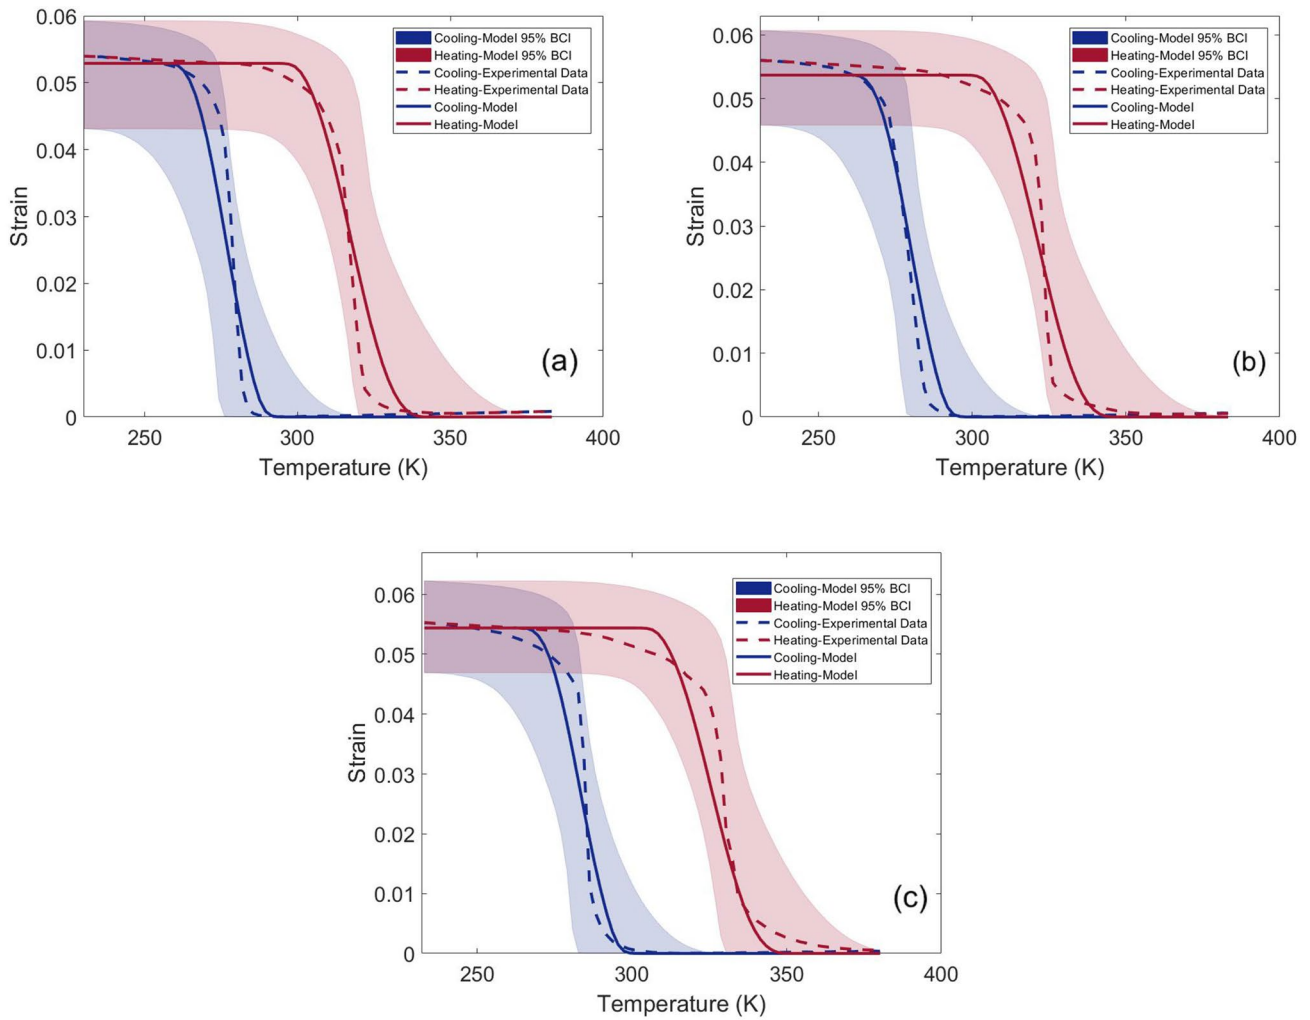 0.06
0.05
0.04
0.03
0.02
0.01
0
Strain
250
300
350
400
Temperature (K)
Cooling-Model 95% BCI
Heating-Model 95% BCI
Cooling-Experimental Data
Heating-Experimental Data
Cooling-Model
Heating-Model
(a)
0.06
0.05
0.04
0.03
0.02
0.01
0
Strain
250
300
350
400
Temperature (K)
Cooling-Model 95% BCI
Heating-Model 95% BCI
Cooling-Experimental Data
Heating-Experimental Data
Cooling-Model
Heating-Model
(b)
0.06
0.05
0.04
0.03
0.02
0.01
0
Strain
250
300
350
400
Temperature (K)
Cooling-Model 95% BCI
Heating-Model 95% BCI
Cooling-Experimental Data
Heating-Experimental Data
Cooling-Model
Heating-Model
(c)